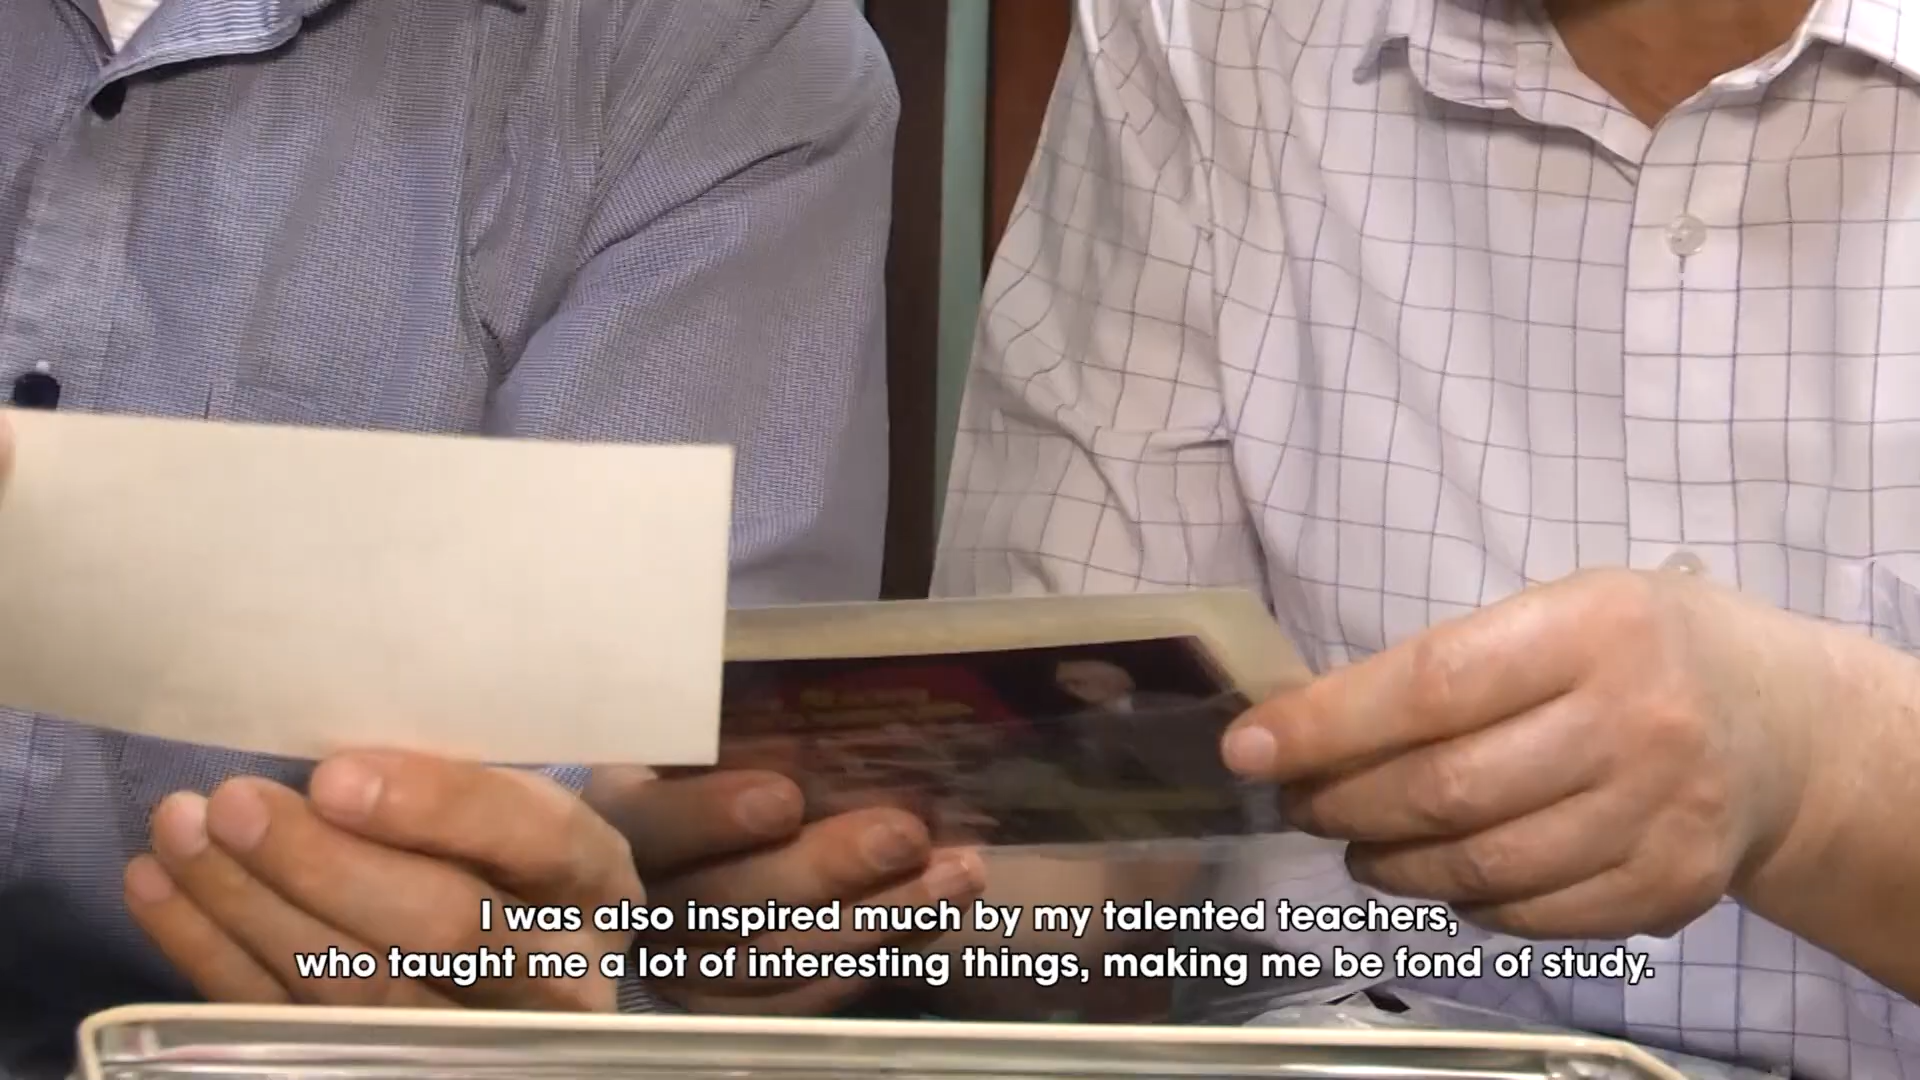 I was also inspired much by my talented teachers,
who taught me a lot of interesting things, making me be fond of study.